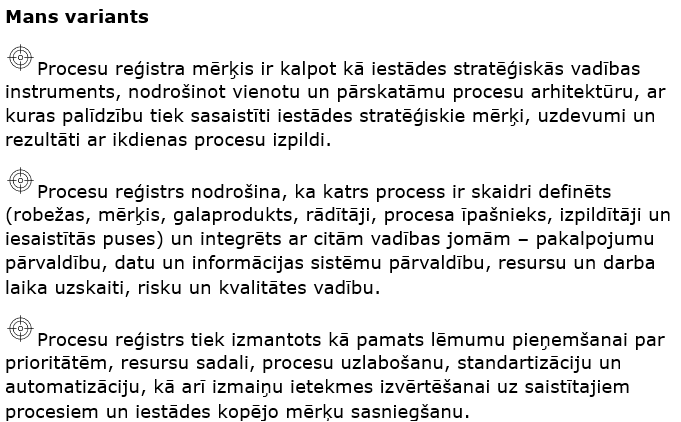 Mans variants
Procesu reģistra mērķis ir kalpot kā iestādes stratēģiskās vadības
instruments, nodrošinot vienotu un pārskatāmu procesu arhitektūru, ar
kuras palīdzību tiek sasaistīti iestādes stratēģiskie mērķi, uzdevumi un
rezultāti ar ikdienas procesu izpildi.
Procesu reģistrs nodrošina, ka katrs process ir skaidri definēts
(robežas, mērķis, galaprodukts, rādītāji, procesa īpašnieks, izpildītāji un
iesaistītās puses) un integrēts ar citām vadības jomām – pakalpojumu
pārvaldību, datu un informācijas sistēmu pārvaldību, resursu un darba
laika uzskaiti, risku un kvalitātes vadību.
Procesu reģistrs tiek izmantots kā pamats lēmumu pieņemšanai par
prioritātēm, resursu sadali, procesu uzlabošanu, standartizāciju un
automatizāciju, kā arī izmaiņu ietekmes izvērtēšanai uz saistītajiem
procesiem un iestādes kopējo mērķu sasniegšanu.